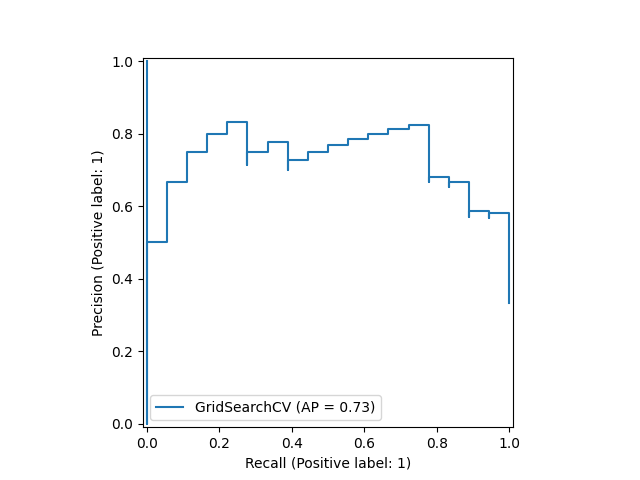 1.0
0.8
0.6
0.4
0.2
0.0
Precision (Positive label: 1)
GridSearchCV (AP = 0.73)
0.0 0.2 0.4 0.6 0.8 1.0
Recall (Positive label: 1)